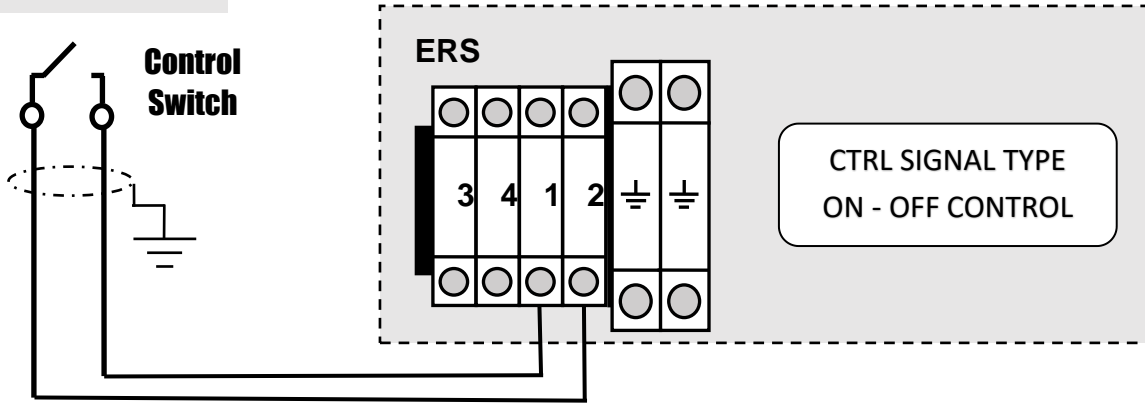 Control
Switch
ERS
3 4 1 2
CTRL SIGNAL TYPE
ON - OFF CONTROL